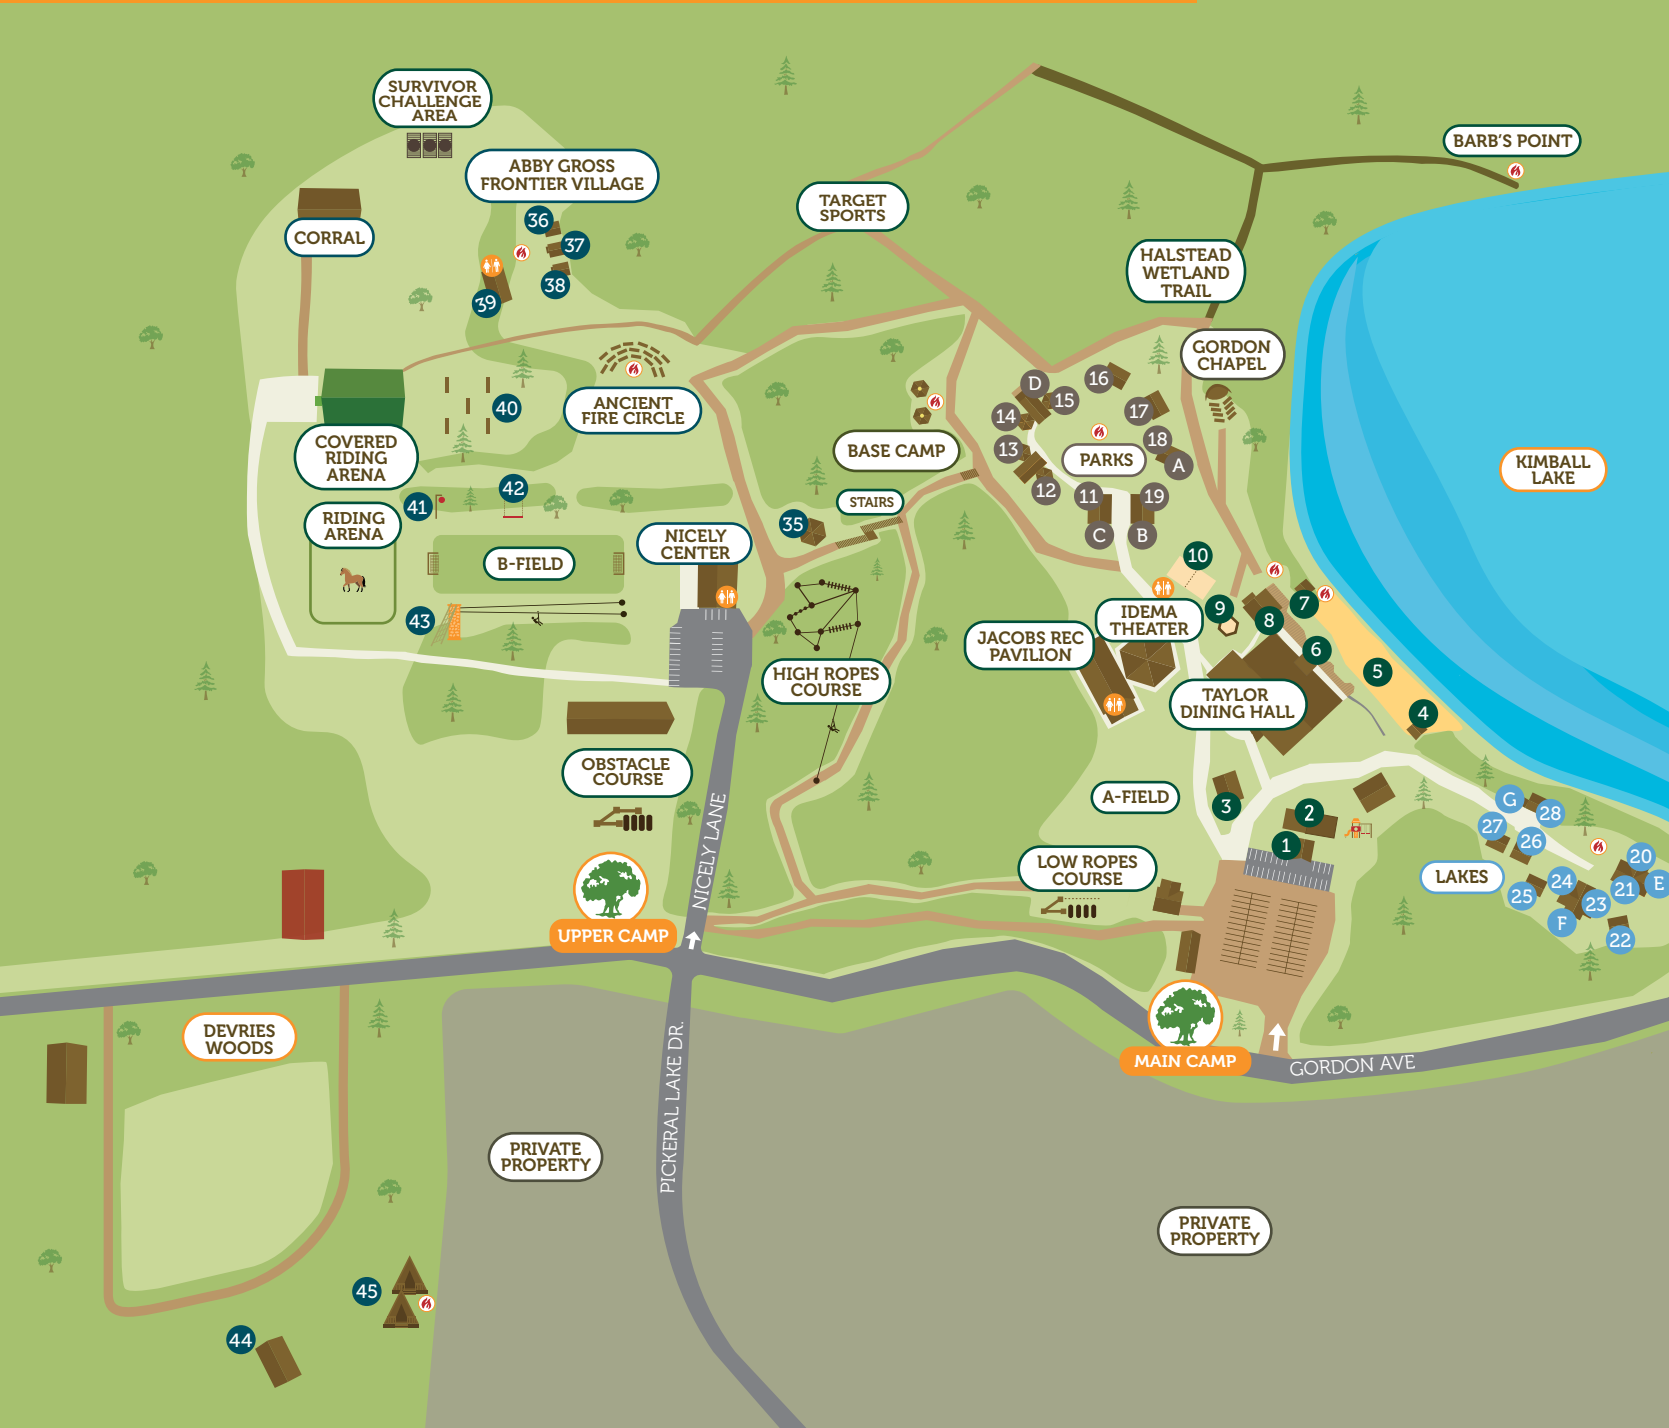 SURVIVOR
CHALLENGE
AREA
ABBY GROSS
FRONTIER VILLAGE
BARB'S POINT
TARGET
SPORTS
CORRAL
36
37
38
39
HALSTEAD
WETLAND
TRAIL
GORDON
CHAPEL
ANCIENT
FIRE CIRCLE
40
COVERED
RIDING
ARENA
BASE CAMP
D
15
16
14
17
13
18
PARKS
A
12
11
19
C
B
KIMBALL
LAKE
STAIRS
41
42
35
RIDING
ARENA
B-FIELD
NICELY
CENTER
43
10
9
7
8
6
5
4
IDEMA
THEATER
JACOBS REC
PAVILION
HIGH ROPES
COURSE
TAYLOR
DINING HALL
OBSTACLE
COURSE
A-FIELD
3
2
1
G
28
27
26
20
E
24
21
25
23
F
22
LAKES
LOW ROPES
COURSE
NICELY LANE
UPPER CAMP
MAIN CAMP
GORDON AVE
DEVRIES
WOODS
PICKERAL LAKE DR.
PRIVATE
PROPERTY
PRIVATE
PROPERTY
45
44